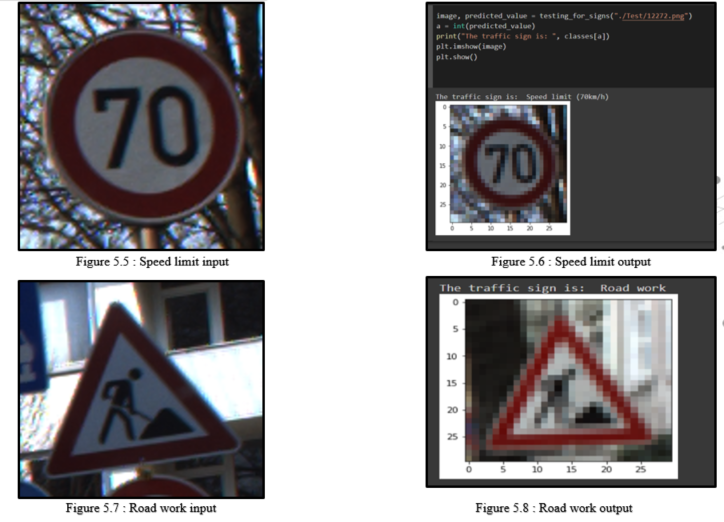 70
image, predicted_value = testing_for_signs("./Test/12272.png")
a = int(predicted_value)
print("The traffic sign is: ", classes[a])
plt.imshow(image)
plt.show()
The traffic sign is: Speed limit (70km/h)
0
5
10
15
20
25
70
0 5 10 15 20 25
Figure 5.5 : Speed limit input
Figure 5.6 : Speed limit output
The traffic sign is: Road work
0
5
10
15
20
25
0 5 10 15 20 25
Figure 5.7 : Road work input
Figure 5.8 : Road work output